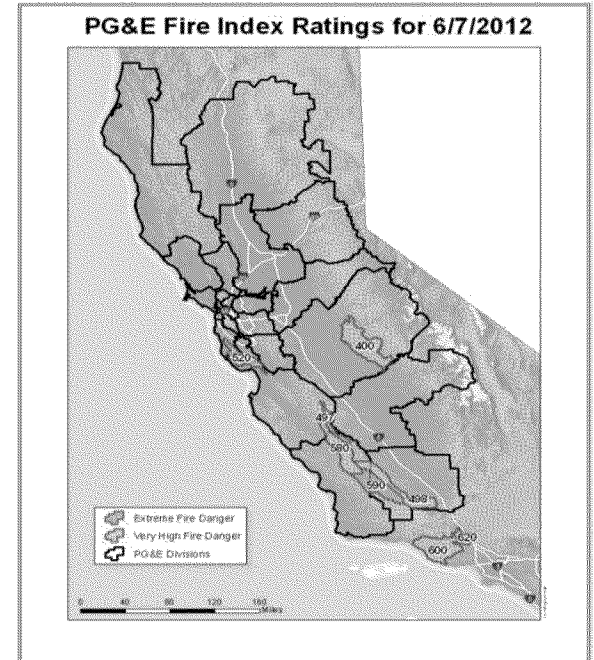 PG&E Fire Index Ratings for 6/7/2012
400
520
497
580
590
498
620
600
Extreme Fire Danger
Very High Fire Danger
PG&E Divisions
0 40 80 120 160
Miles